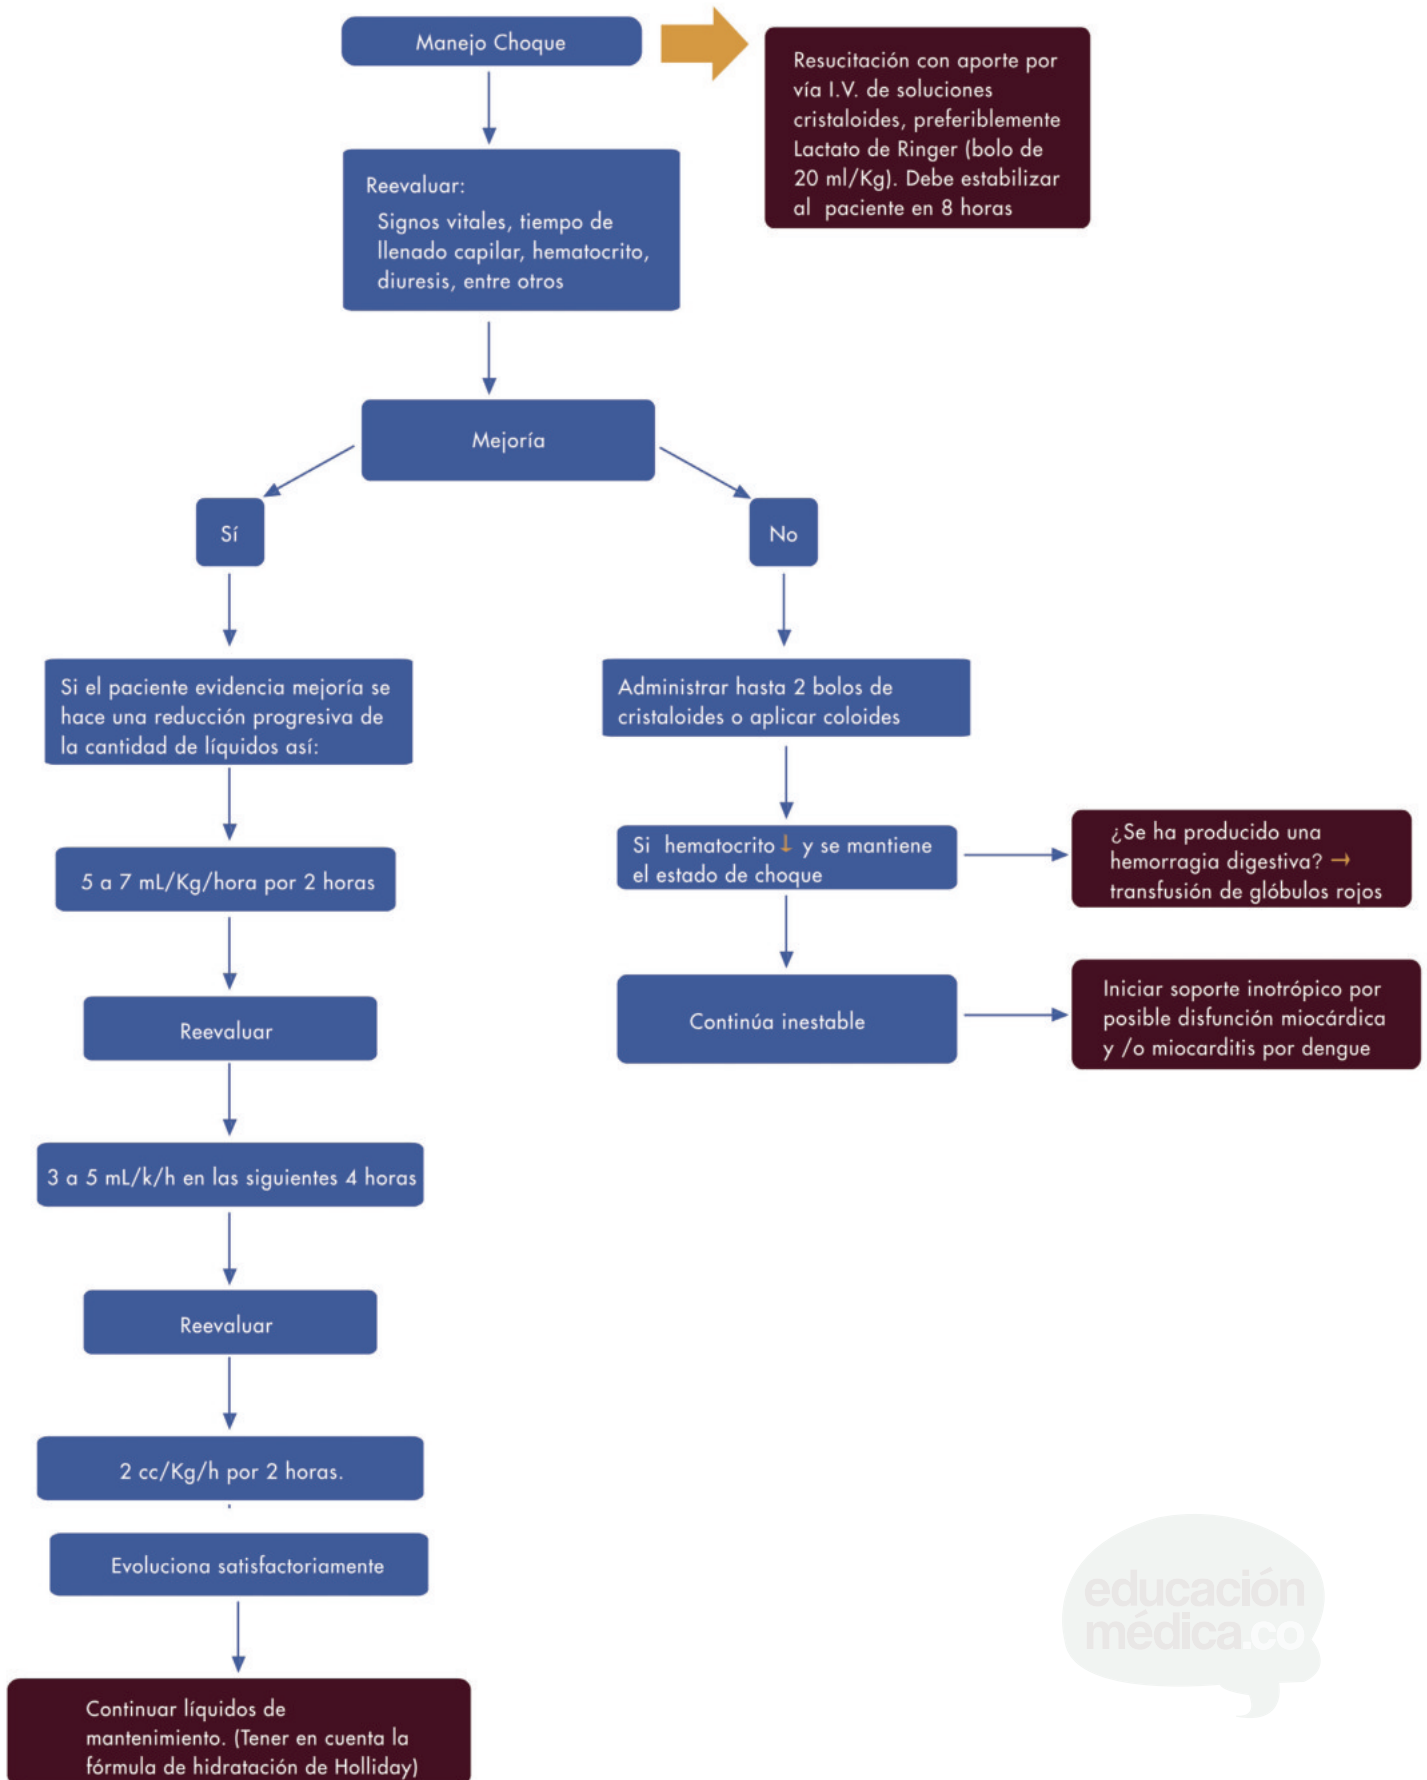 Manejo Choque
Resucitación con aporte por
vía I.V. de soluciones
cristaloides, preferiblemente
Lactato de Ringer (bolo de
20 ml/Kg). Debe estabilizar
al paciente en 8 horas
Reevaluar:
Signos vitales, tiempo de
llenado capilar, hematocrito,
diuresis, entre otros
Mejoría
Sí
No
Si el paciente evidencia mejoría se
hace una reducción progresiva de
la cantidad de líquidos así:
5 a 7 mL/Kg/hora por 2 horas
Reevaluar
3 a 5 mL/k/h en las siguientes 4 horas
Reevaluar
2 cc/Kg/h por 2 horas.
Evoluciona satisfactoriamente
Continuar líquidos de
mantenimiento. (Tener en cuenta la
fórmula de hidratación de Holliday)
Administrar hasta 2 bolos de
cristaloides o aplicar coloides
Si hematocrito ↓ y se mantiene
el estado de choque
¿Se ha producido una
hemorragia digestiva? →
transfusión de glóbulos rojos
Continúa inestable
Iniciar soporte inotrópico por
posible disfunción miocárdica
y /o miocarditis por dengue
educación
médica.co